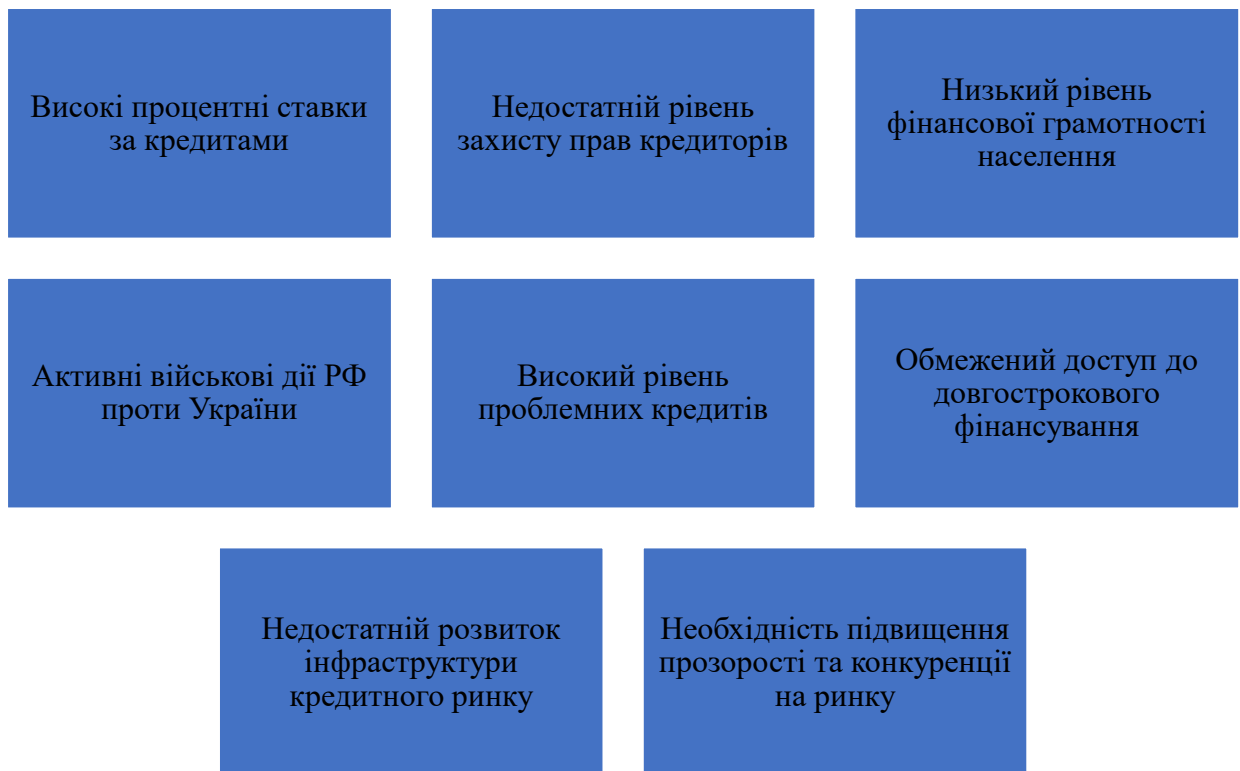 Високі процентні ставки
за кредитами
Недостатній рівень
захисту прав кредиторів
Низький рівень
фінансової грамотності
населення
Активні військові дії РФ
проти України
Високий рівень
проблемних кредитів
Обмежений доступ до
довгострокового
фінансування
Недостатній розвиток
інфраструктури
кредитного ринку
Необхідність підвищення
прозорості та конкуренції
на ринку